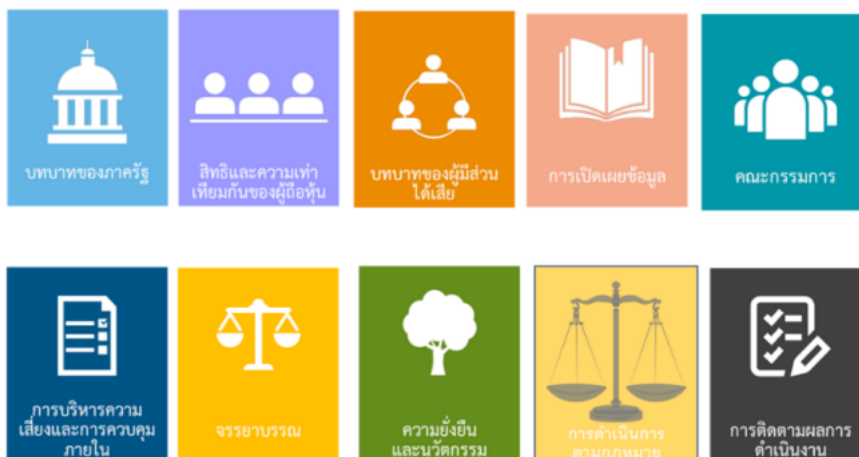 บทบาทของภาครัฐ
สิทธิและความเท่า
เทียมกันของผู้ถือหุ้น
บทบาทของผู้มีส่วน
ได้เสีย
การเปิดเผยข้อมูล
คณะกรรมการ
การบริหารความ
เสี่ยงและการควบคุม
ภายใน
จรรยาบรรณ
ความยั่งยืน
และนวัตกรรม
การดำเนินการ
ตามกฎหมาย
การติดตามผลการ
ดำเนินงาน